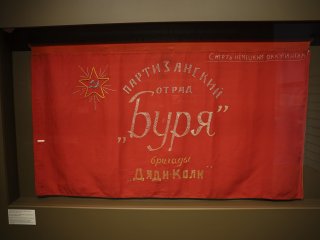 Смерть немецким оккупантам!
ПАРТИЗАНСКИЙ
ОТРЯД
„Буря"
бригады
„Дяди-Коли"